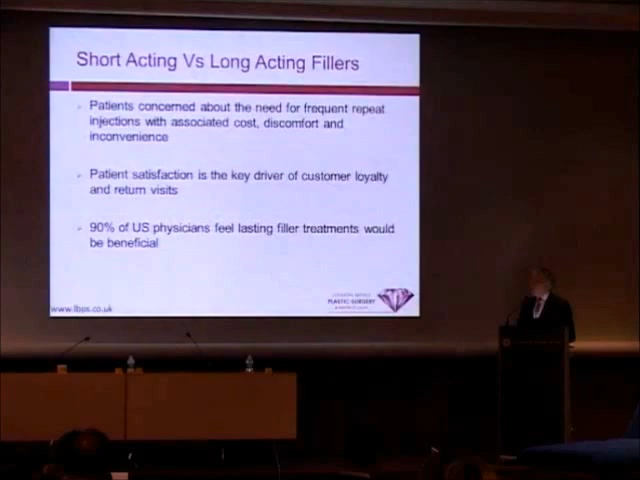 Short Acting Vs Long Acting Fillers
Patients concerned about the need for frequent repeat
injections with associated cost, discomfort and
inconvenience
Patient satisfaction is the key driver of customer loyalty
and return visits
90% of US physicians feel lasting filler treatments would
be beneficial
PLASTIC SURGERY
www.lbps.co.uk